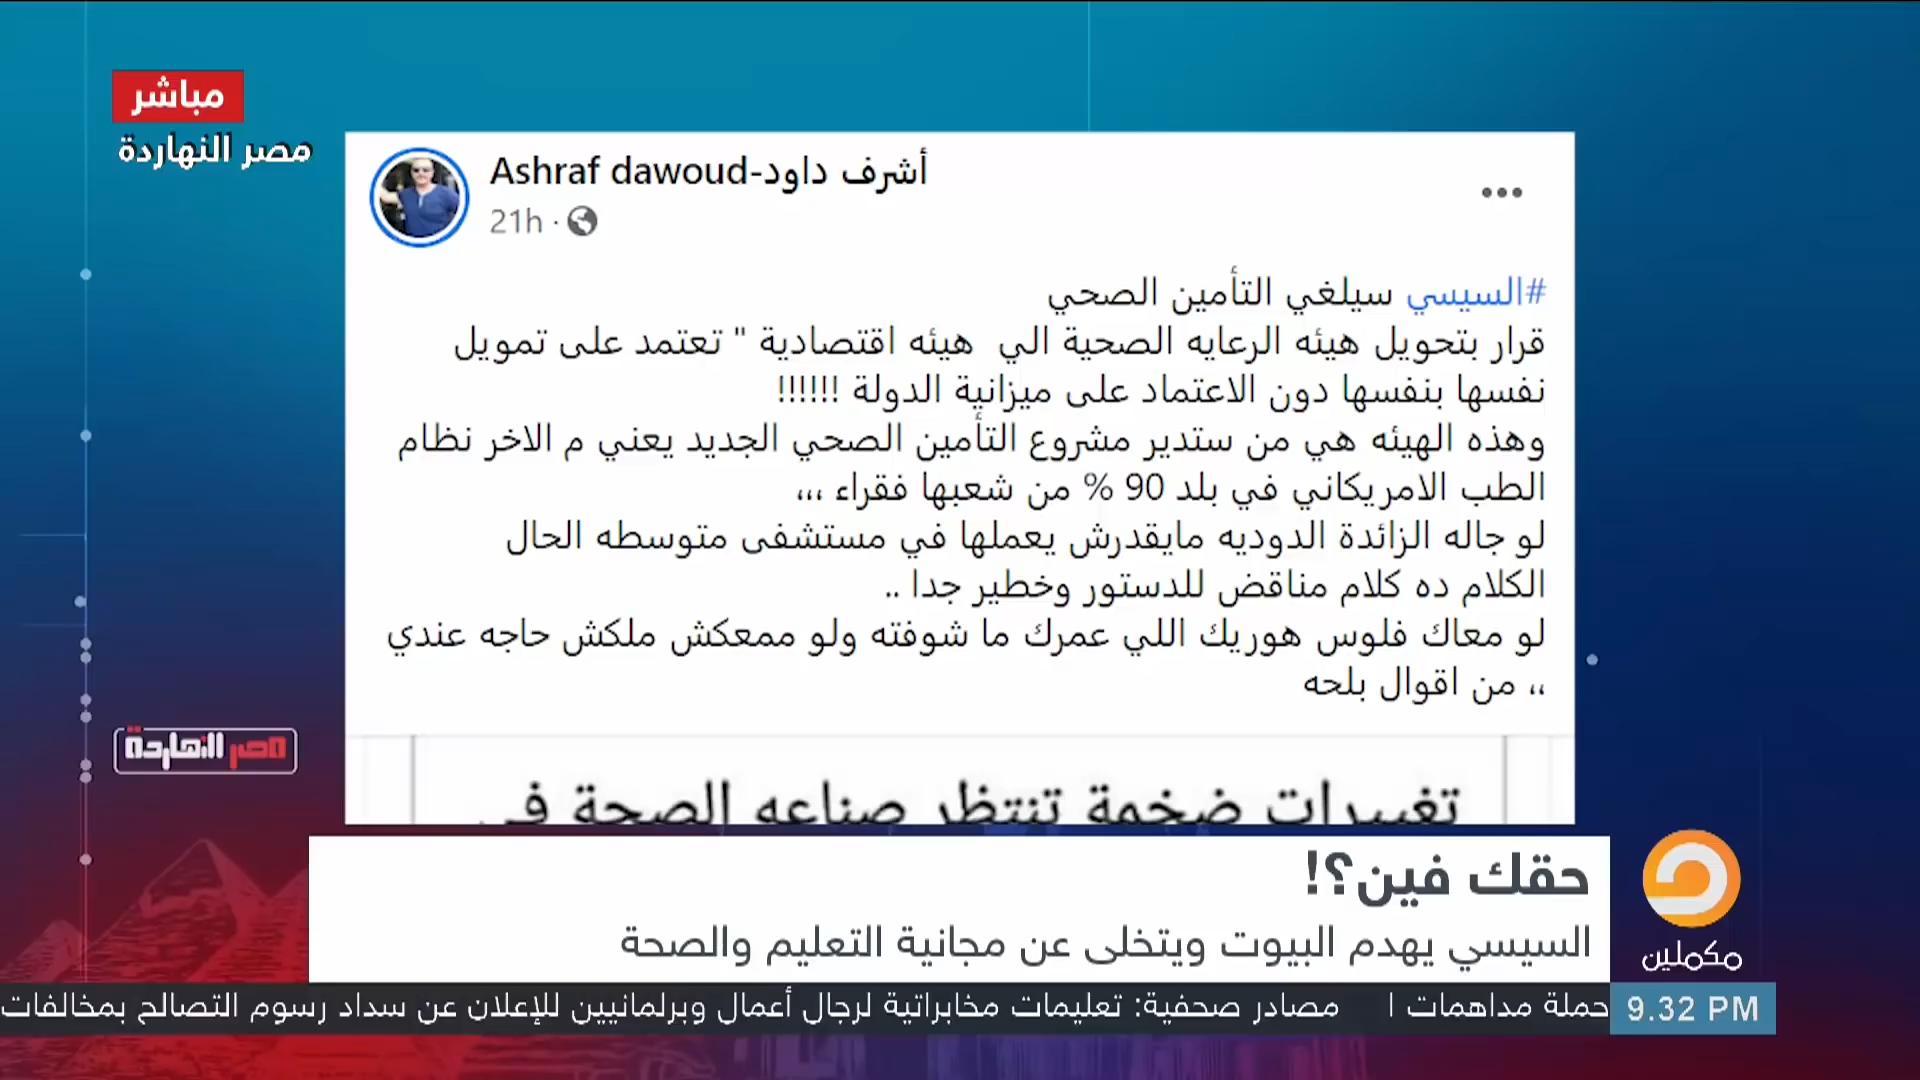 مباشر
مصر النهاردة
Ashraf dawoud-أشرف داود
21h ·
#السيسي سيلغي التأمين الصحي
قرار بتحويل هيئه الرعايه الصحية الي هيئه اقتصادية " تعتمد على تمويل
نفسها بنفسها دون الاعتماد على ميزانية الدولة !!!!!!
وهذه الهيئه هي من ستدير مشروع التأمين الصحي الجديد يعني م الاخر نظام
الطب الامريكاني في بلد 90 % من شعبها فقراء ،،،
لو جاله الزائدة الدوديه مايقدرش يعملها في مستشفى متوسطه الحال
الكلام ده كلام مناقض للدستور وخطير جدا ..
لو معاك فلوس هوريك اللي عمرك ما شوفته ولو ممعكش ملكش حاجه عندي
،، من اقوال بلحه
مصر النهاردة
تغييرات ضخمة تنتظر صناعه الصحة في
حقك فين؟!
السيسي يهدم البيوت ويتخلى عن مجانية التعليم والصحة
مكملين
حملة مداهمات ا مصادر صحفية: تعليمات مخابراتية لرجال أعمال وبرلمانيين للإعلان عن سداد رسوم التصالح بمخالفات
9.32 PM